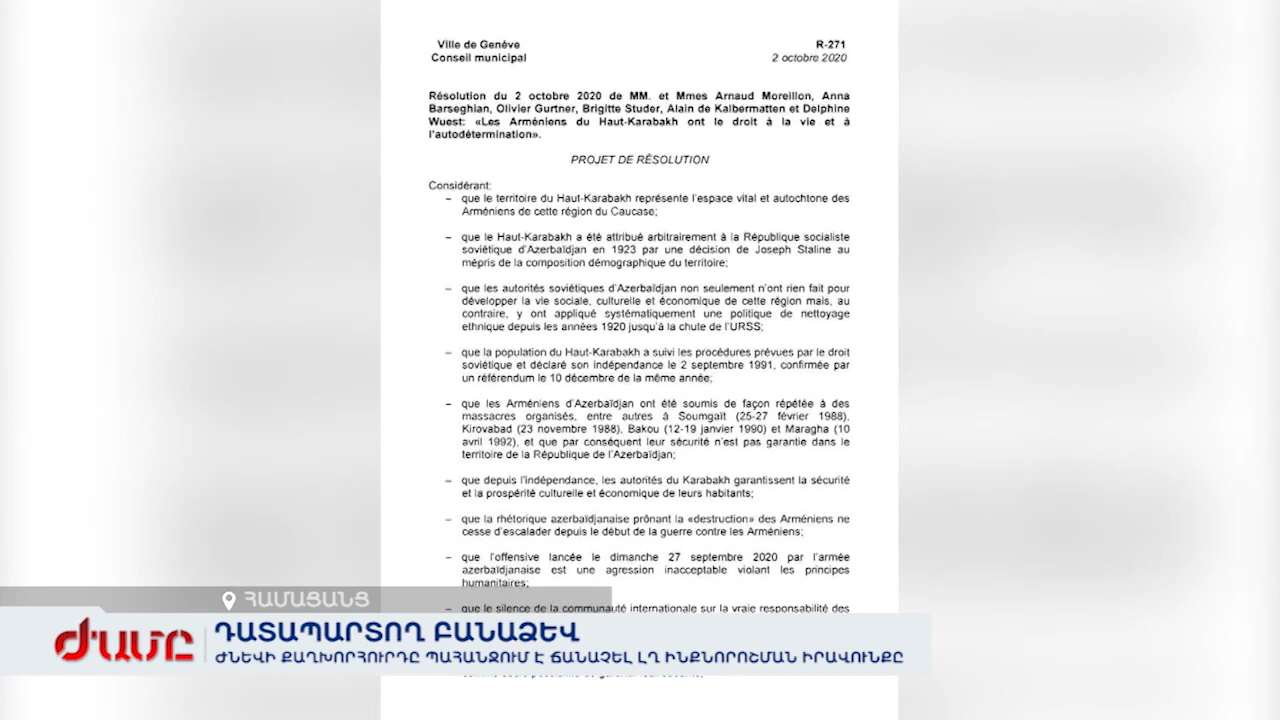 Ville de Genève
Conseil municipal
R-271
2 octobre 2020
Résolution du 2 octobre 2020 de MM. et Mmes Arnaud Moreillon, Anna
Barseghian, Olivier Gurtner, Brigitte Studer, Alain de Kalbermatten et Delphine
Wuest: «Les Arméniens du Haut-Karabakh ont le droit à la vie et à
l'autodétermination».
PROJET DE RÉSOLUTION
Considérant:
– que le territoire du Haut-Karabakh représente l'espace vital et autochtone des
Arméniens de cette région du Caucase;
– que le Haut-Karabakh a été attribué arbitrairement à la République socialiste
soviétique d'Azerbaïdjan en 1923 par une décision de Joseph Staline au
mépris de la composition démographique du territoire;
– que les autorités soviétiques d'Azerbaïdjan non seulement n'ont rien fait pour
développer la vie sociale, culturelle et économique de cette région mais, au
contraire, y ont appliqué systématiquement une politique de nettoyage
ethnique depuis les années 1920 jusqu'à la chute de l'URSS;
– que la population du Haut-Karabakh a suivi les procédures prévues par le droit
soviétique et déclaré son indépendance le 2 septembre 1991, confirmée par
un référendum le 10 décembre de la même année;
– que les Arméniens d'Azerbaïdjan ont été soumis de façon répétée à des
massacres organisés, entre autres à Soumgaït (25-27 février 1988),
Kirovabad (23 novembre 1988), Bakou (12-19 janvier 1990) et Maragha (10
avril 1992), et que par conséquent leur sécurité n'est pas garantie dans le
territoire de la République de l'Azerbaïdjan;
– que depuis l'indépendance, les autorités du Karabakh garantissent la sécurité
et la prospérité culturelle et économique de leurs habitants;
– que la rhétorique azerbaïdjanaise prônant la «destruction» des Arméniens ne
cesse d'escalader depuis le début de la guerre contre les Arméniens;
– que l'offensive lancée le dimanche 27 septembre 2020 par l'armée
azerbaïdjanaise est une agression inacceptable violant les principes
humanitaires;
– que le silence de la communauté internationale sur la vraie responsabilité des
ՀԱՄԱՑԱՆՑ
ԺԱՄԸ
ԴԱՏԱՊԱՐՏՈՂ ԲԱՆԱՁԵՎ
ԺՆԵՎԻ ՔԱՂԽՈՐՀՈՒՐԴԸ ՊԱՀԱՆՋՈՒՄ Է ՃԱՆԱՉԵԼ ԼՂ ԻՆՔՆՈՐՈՇՄԱՆ ԻՐԱՎՈՒՆՔԸ